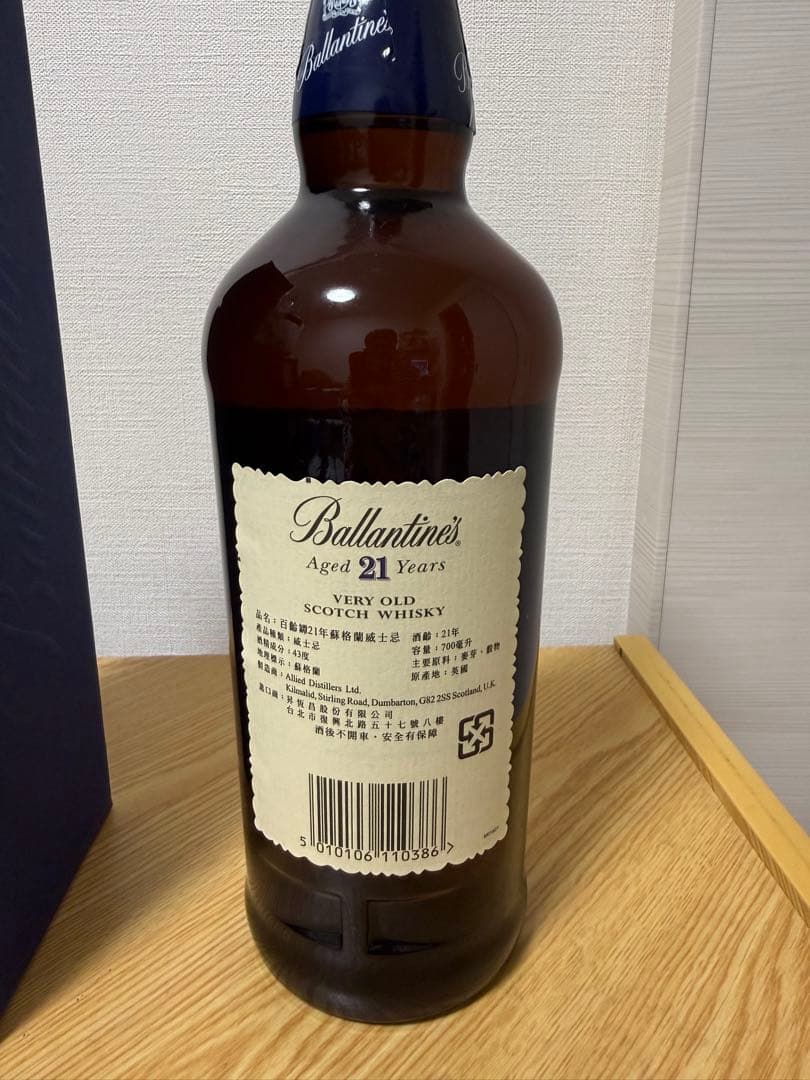 Ballantine's
Ballantine's
Aged 21 Years
VERY OLD
SCOTCH WHISKY
品名：百齡罈21年蘇格蘭威士忌
酒齡：21年
產品種類：威士忌
容量：700毫升
酒精成分：43度
主要原料：麥芽、穀物
地理標示：蘇格蘭
原產地：英國
製造商：Allied Distillers Ltd.
Kilmalid, Stirling Road, Dumbarton, G82 2SS Scotland, U.K.
進口商：昇恆昌股份有限公司
台北市復興北路五十七號八樓
酒後不開車・安全有保障
5 010106 110386 >